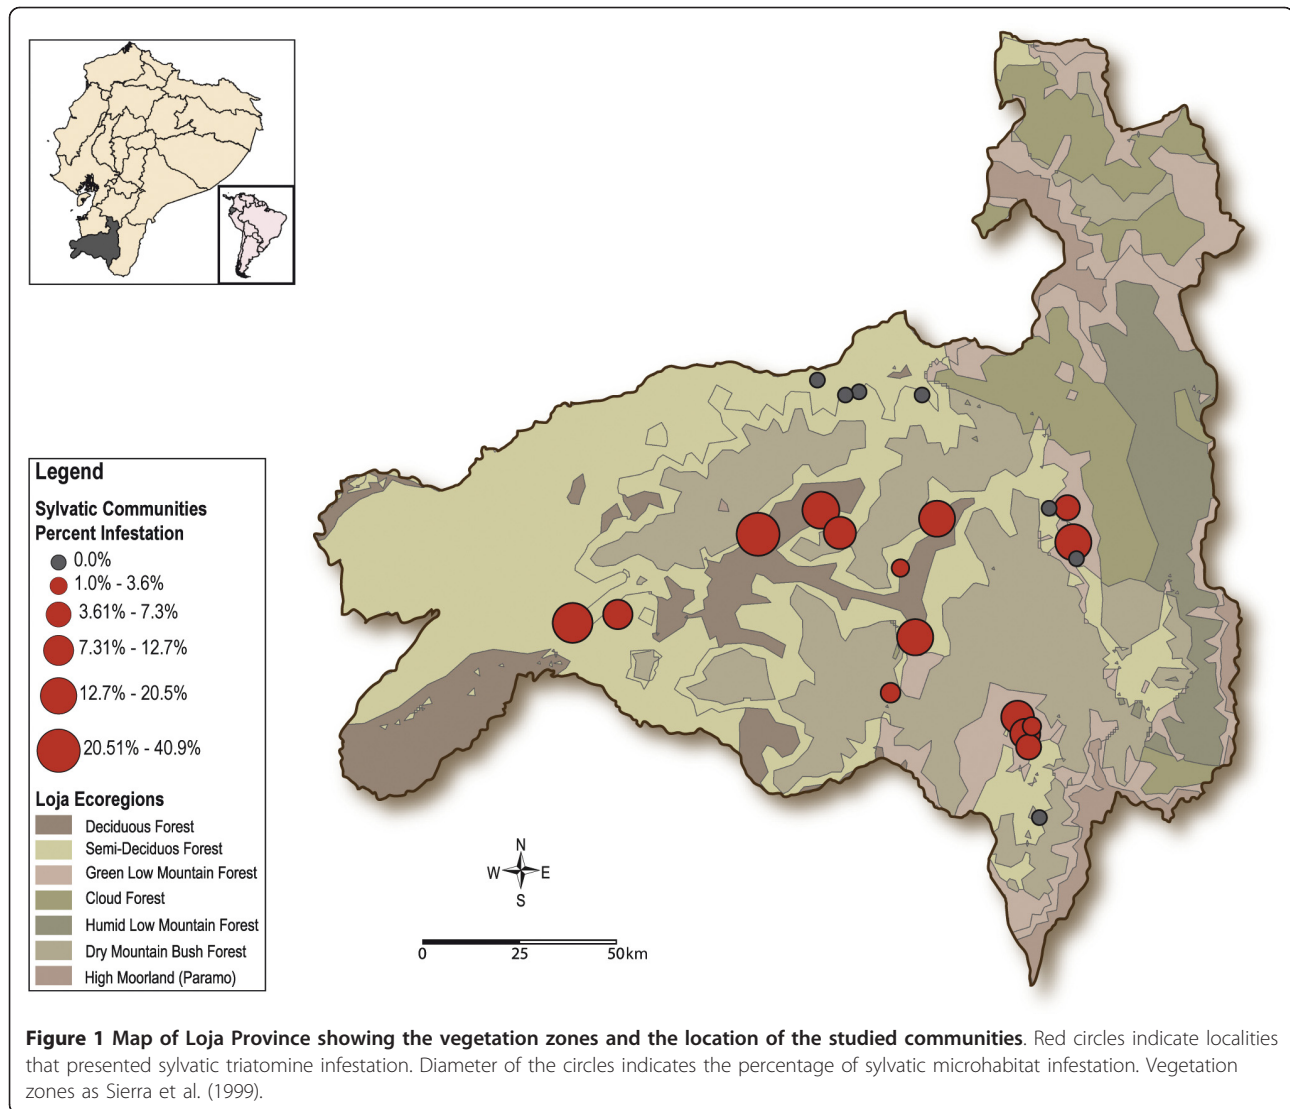 Legend
Sylvatic Communities
Percent Infestation
0.0%
1.0% - 3.6%
3.61% - 7.3%
7.31% - 12.7%
12.7% - 20.5%
20.51% - 40.9%
Loja Ecoregions
Deciduous Forest
Semi-Deciduos Forest
Green Low Mountain Forest
Cloud Forest
Humid Low Mountain Forest
Dry Mountain Bush Forest
High Moorland (Paramo)
N
W E
S
0 25 50km
Figure 1 Map of Loja Province showing the vegetation zones and the location of the studied communities. Red circles indicate localities
that presented sylvatic triatomine infestation. Diameter of the circles indicates the percentage of sylvatic microhabitat infestation. Vegetation
zones as Sierra et al. (1999).